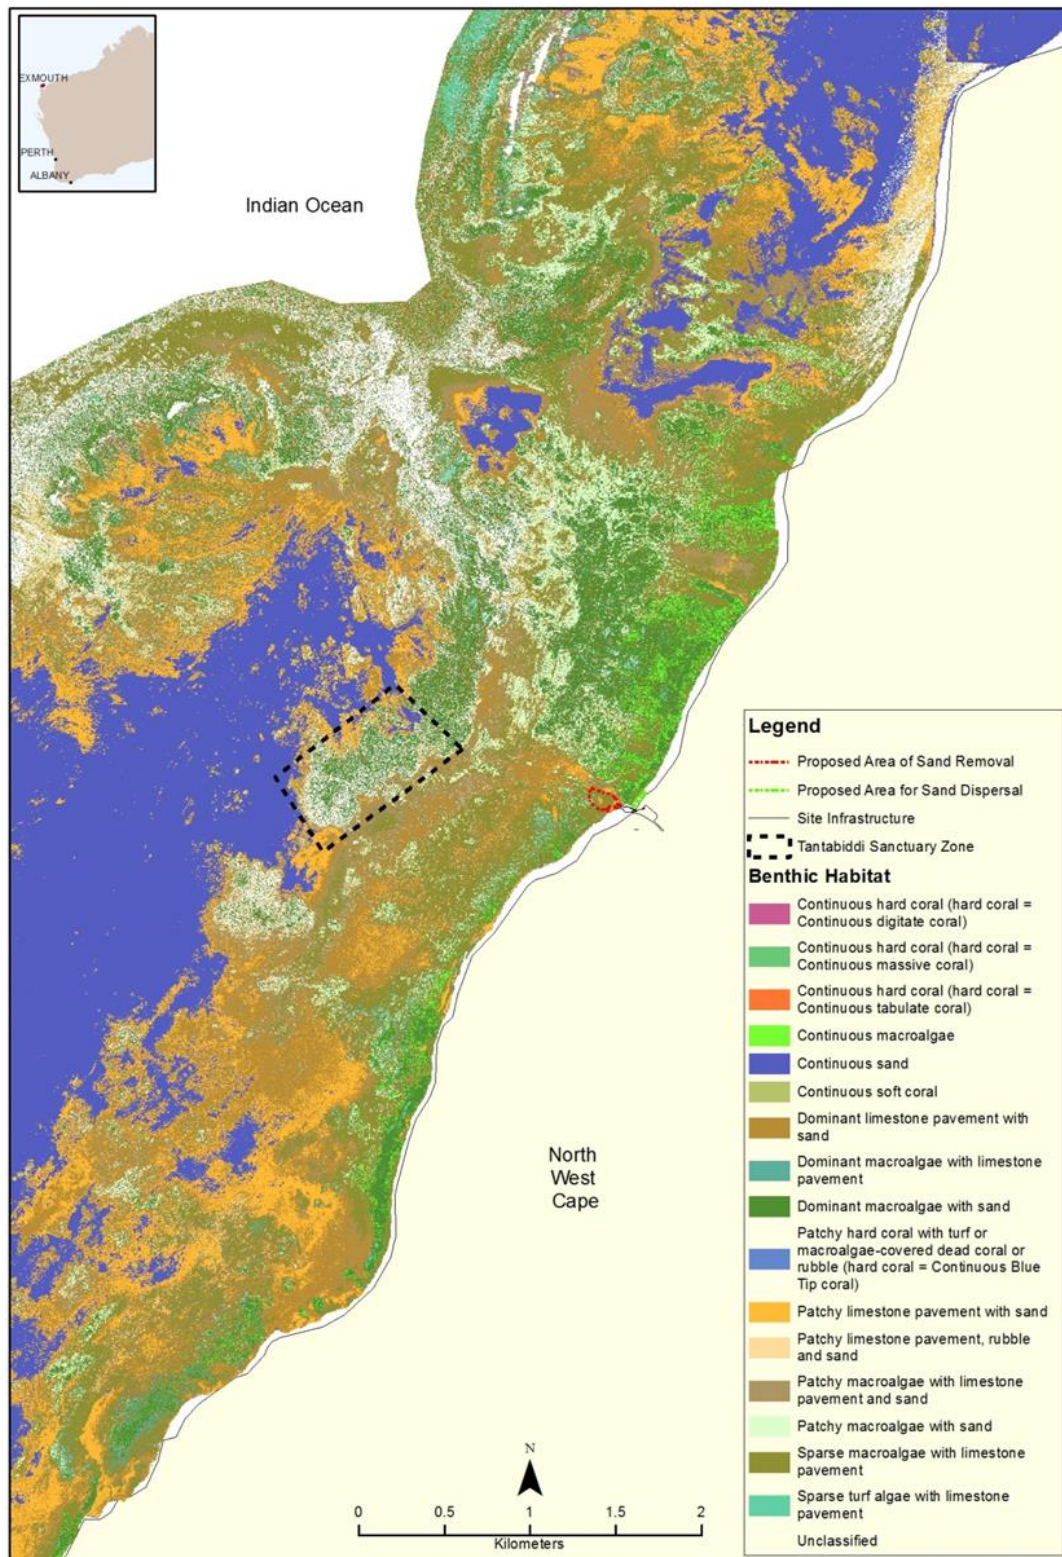 EXMOUTH
PERTH
ALBANY
Indian Ocean
North
West
Cape
Legend
Proposed Area of Sand Removal
Proposed Area for Sand Dispersal
Site Infrastructure
Tantabiddi Sanctuary Zone
Benthic Habitat
Continuous hard coral (hard coral =
Continuous digitate coral)
Continuous hard coral (hard coral =
Continuous massive coral)
Continuous hard coral (hard coral =
Continuous tabulate coral)
Continuous macroalgae
Continuous sand
Continuous soft coral
Dominant limestone pavement with
sand
Dominant macroalgae with limestone
pavement
Dominant macroalgae with sand
Patchy hard coral with turf or
macroalgae-covered dead coral or
rubble (hard coral = Continuous Blue
Tip coral)
Patchy limestone pavement with sand
Patchy limestone pavement, rubble
and sand
Patchy macroalgae with limestone
pavement and sand
Patchy macroalgae with sand
Sparse macroalgae with limestone
pavement
Sparse turf algae with limestone
pavement
Unclassified
N
0 0.5 1 1.5 2
Kilometers